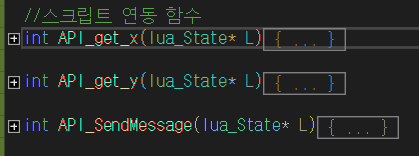 //스크립트 연동 함수
int API_get_x(lua_State* L){ ... }
int API_get_y(lua_State* L){ ... }
int API_SendMessage(lua_State* L){ ... }